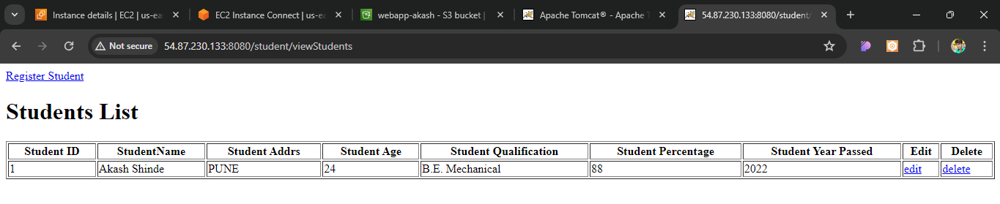 Instance details | EC2 | us-ea
EC2 Instance Connect | us-ea
webapp-akash - S3 bucket |
Apache Tomcat® - Apache T
54.87.230.133:8080/student/
Not secure 54.87.230.133:8080/student/viewStudents
Register Student
Students List
Student ID StudentName Student Addrs Student Age Student Qualification Student Percentage Student Year Passed Edit Delete
1 Akash Shinde PUNE 24 B.E. Mechanical 88 2022 edit delete